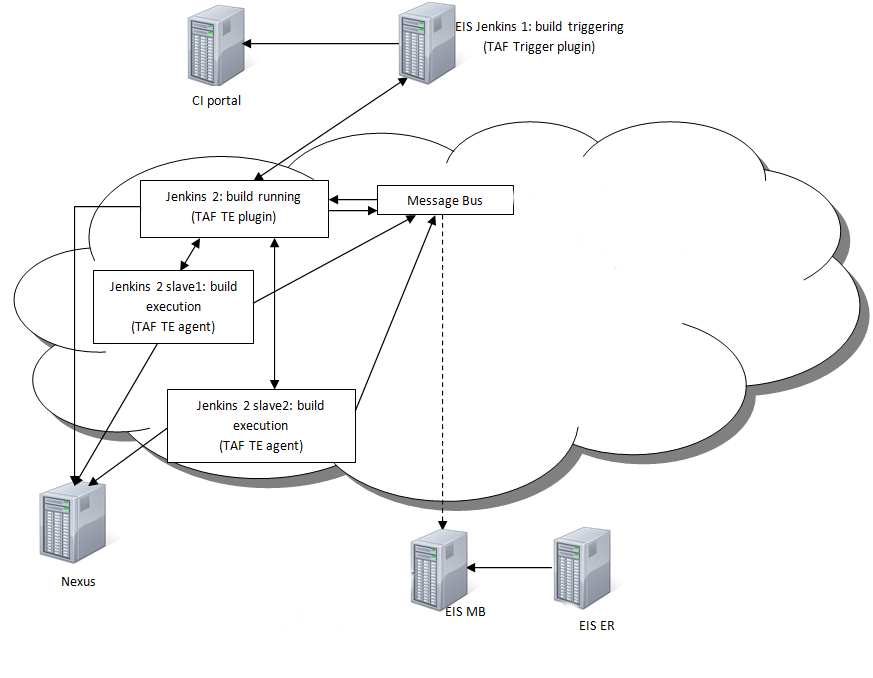 EIS Jenkins 1: build triggering
(TAF Trigger plugin)
CI portal
Jenkins 2: build running
(TAF TE plugin)
Message Bus
Jenkins 2 slave1: build
execution
(TAF TE agent)
Jenkins 2 slave2: build
execution
(TAF TE agent)
Nexus
EIS MB
EIS ER